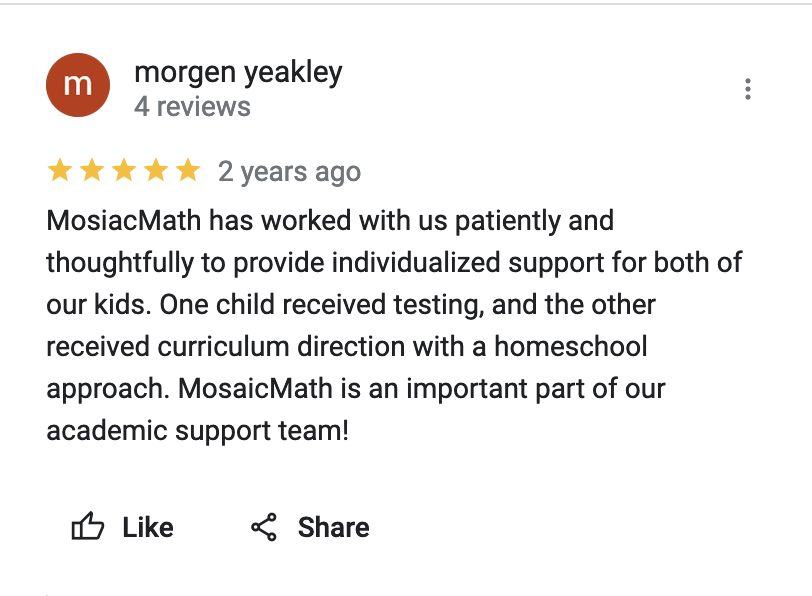 m
morgen yeakley
4 reviews
2 years ago
MosiacMath has worked with us patiently and
thoughtfully to provide individualized support for both of
our kids. One child received testing, and the other
received curriculum direction with a homeschool
approach. MosaicMath is an important part of our
academic support team!
Like
Share